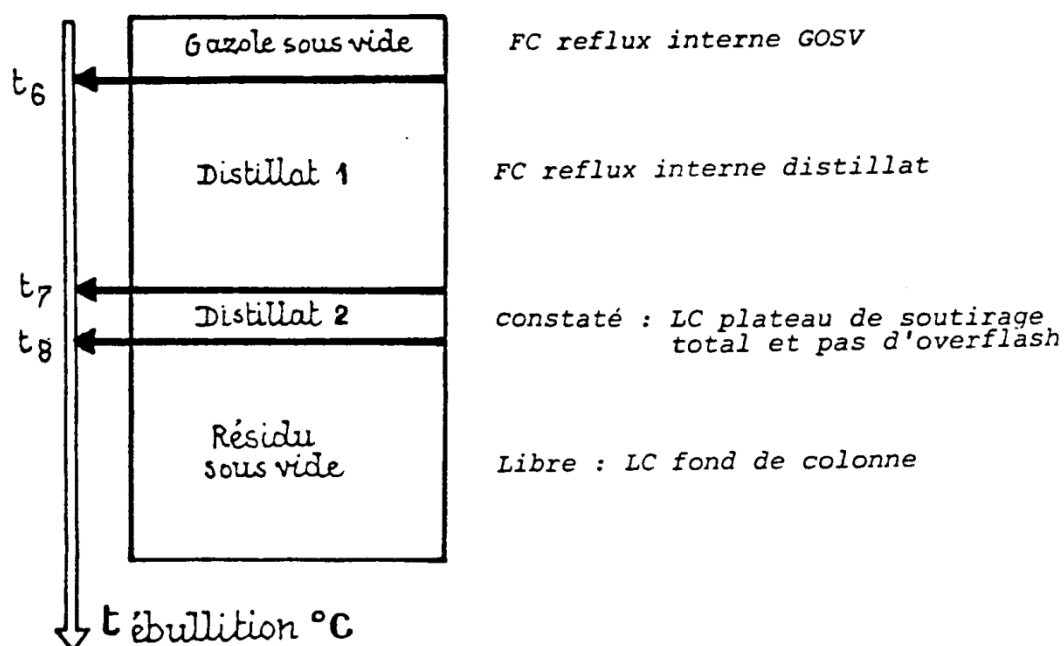 Gazole sous vide
FC reflux interne GOSV
t6
Distillat 1
FC reflux interne distillat
t7
Distillat 2
constaté : LC plateau de soutirage
total et pas d'overflash
t8
Résidu
sous vide
Libre : LC fond de colonne
t ébullition °C